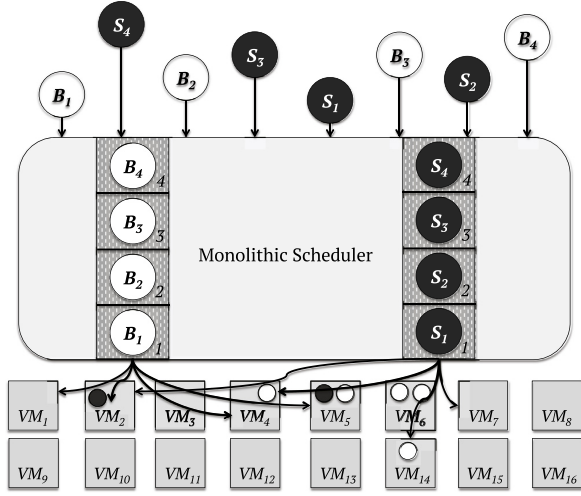 S4
B4
B3
S3
B2
S2
B1
S1
B4 4
S4 4
B3 3
S3 3
Monolithic Scheduler
B2 2
S2 2
B1 1
S1 1
VM1 VM2 VM3 VM4 VM5 VM6 VM7 VM8
VM9 VM10 VM11 VM12 VM13 VM14 VM15 VM16